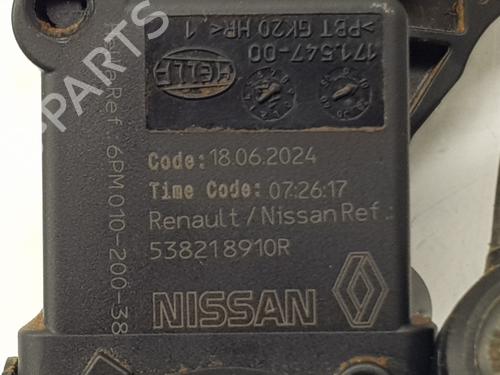 171.547-00
>PBT GK20 HR< 1
HELLA
Code: 18.06.2024
Time Code: 07:26:17
Renault / Nissan Ref.:
538218910R
NISSAN
Ref.: 6PM 010-200-38
PARTS